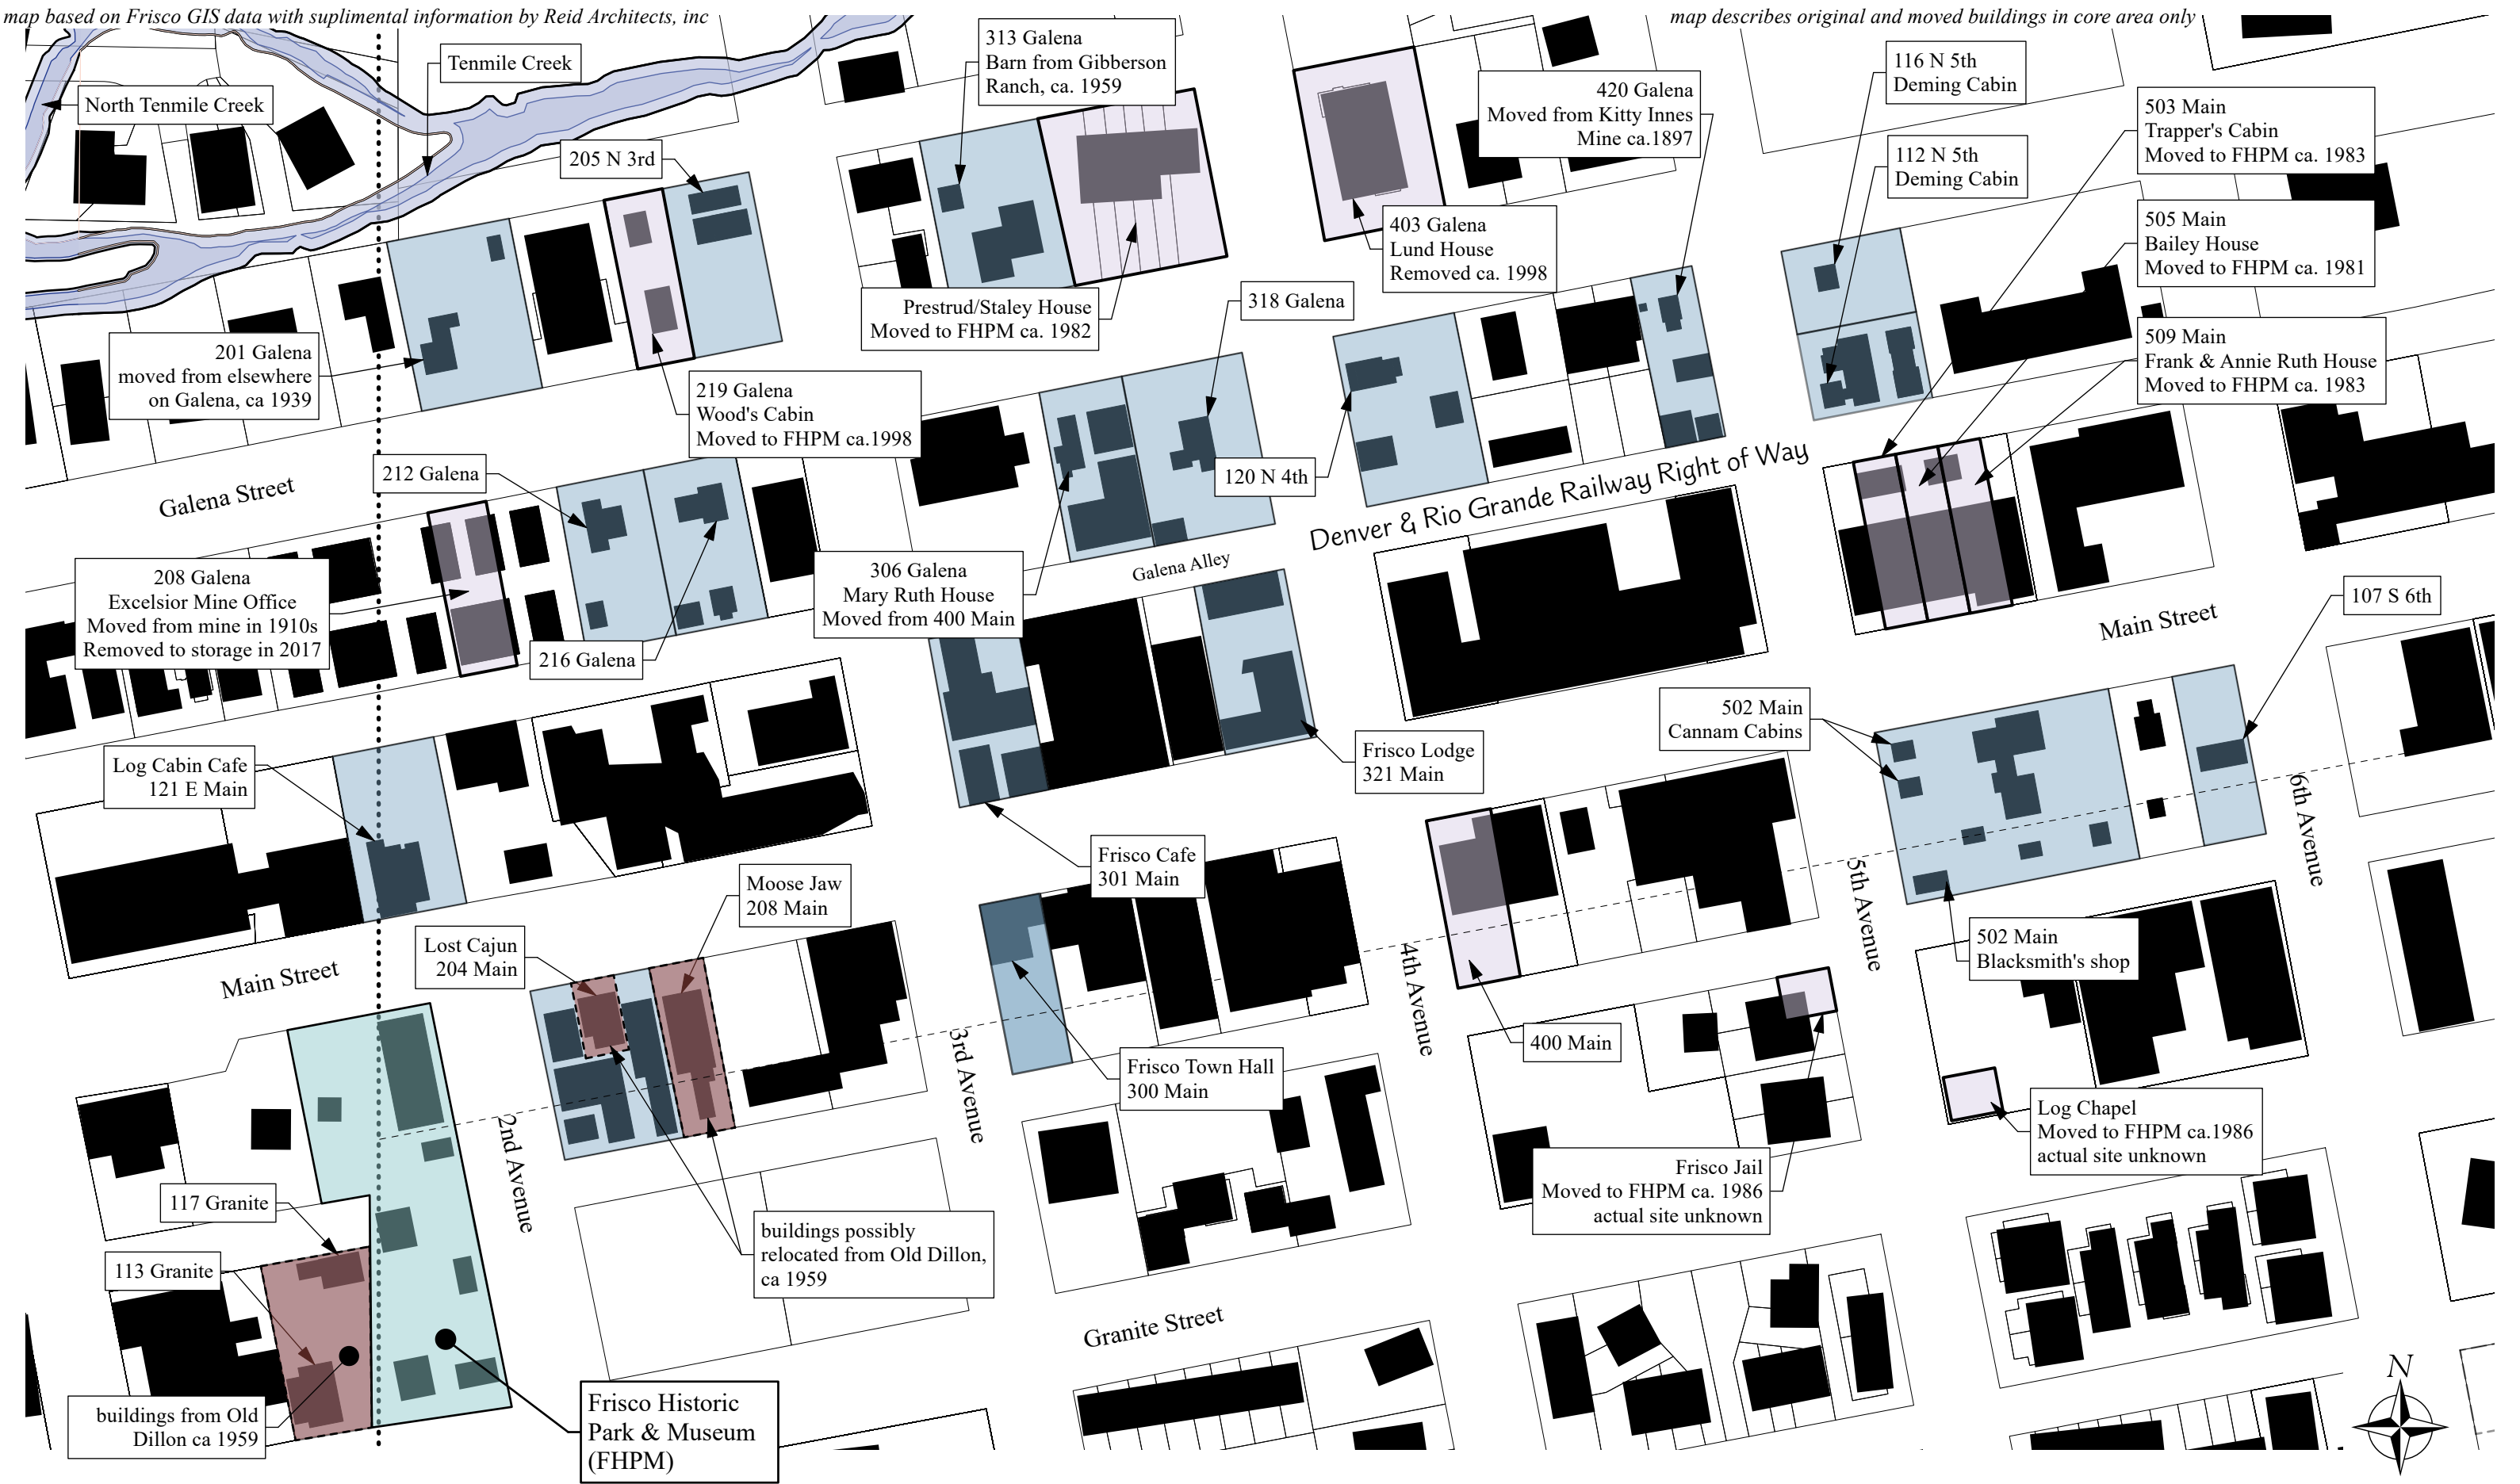 map based on Frisco GIS data with suplimental information by Reid Architects, inc
map describes original and moved buildings in core area only
Tenmile Creek
North Tenmile Creek
205 N 3rd
313 Galena
Barn from Gibberson
Ranch, ca. 1959
420 Galena
Moved from Kitty Innes
Mine ca.1897
116 N 5th
Deming Cabin
112 N 5th
Deming Cabin
503 Main
Trapper's Cabin
Moved to FHPM ca. 1983
505 Main
Bailey House
Moved to FHPM ca. 1981
509 Main
Frank & Annie Ruth House
Moved to FHPM ca. 1983
403 Galena
Lund House
Removed ca. 1998
Prestrud/Staley House
Moved to FHPM ca. 1982
318 Galena
201 Galena
moved from elsewhere
on Galena, ca 1939
219 Galena
Wood's Cabin
Moved to FHPM ca.1998
212 Galena
Galena Street
120 N 4th
Denver & Rio Grande Railway Right of Way
Galena Alley
208 Galena
Excelsior Mine Office
Moved from mine in 1910s
Removed to storage in 2017
306 Galena
Mary Ruth House
Moved from 400 Main
216 Galena
107 S 6th
Main Street
502 Main
Cannam Cabins
Frisco Lodge
321 Main
Log Cabin Cafe
121 E Main
6th Avenue
Frisco Cafe
301 Main
Moose Jaw
208 Main
5th Avenue
Lost Cajun
204 Main
Main Street
502 Main
Blacksmith's shop
4th Avenue
400 Main
3rd Avenue
Frisco Town Hall
300 Main
Log Chapel
Moved to FHPM ca.1986
actual site unknown
2nd Avenue
Frisco Jail
Moved to FHPM ca. 1986
actual site unknown
117 Granite
113 Granite
buildings possibly
relocated from Old Dillon,
ca 1959
Granite Street
buildings from Old
Dillon ca 1959
Frisco Historic
Park & Museum
(FHPM)
N